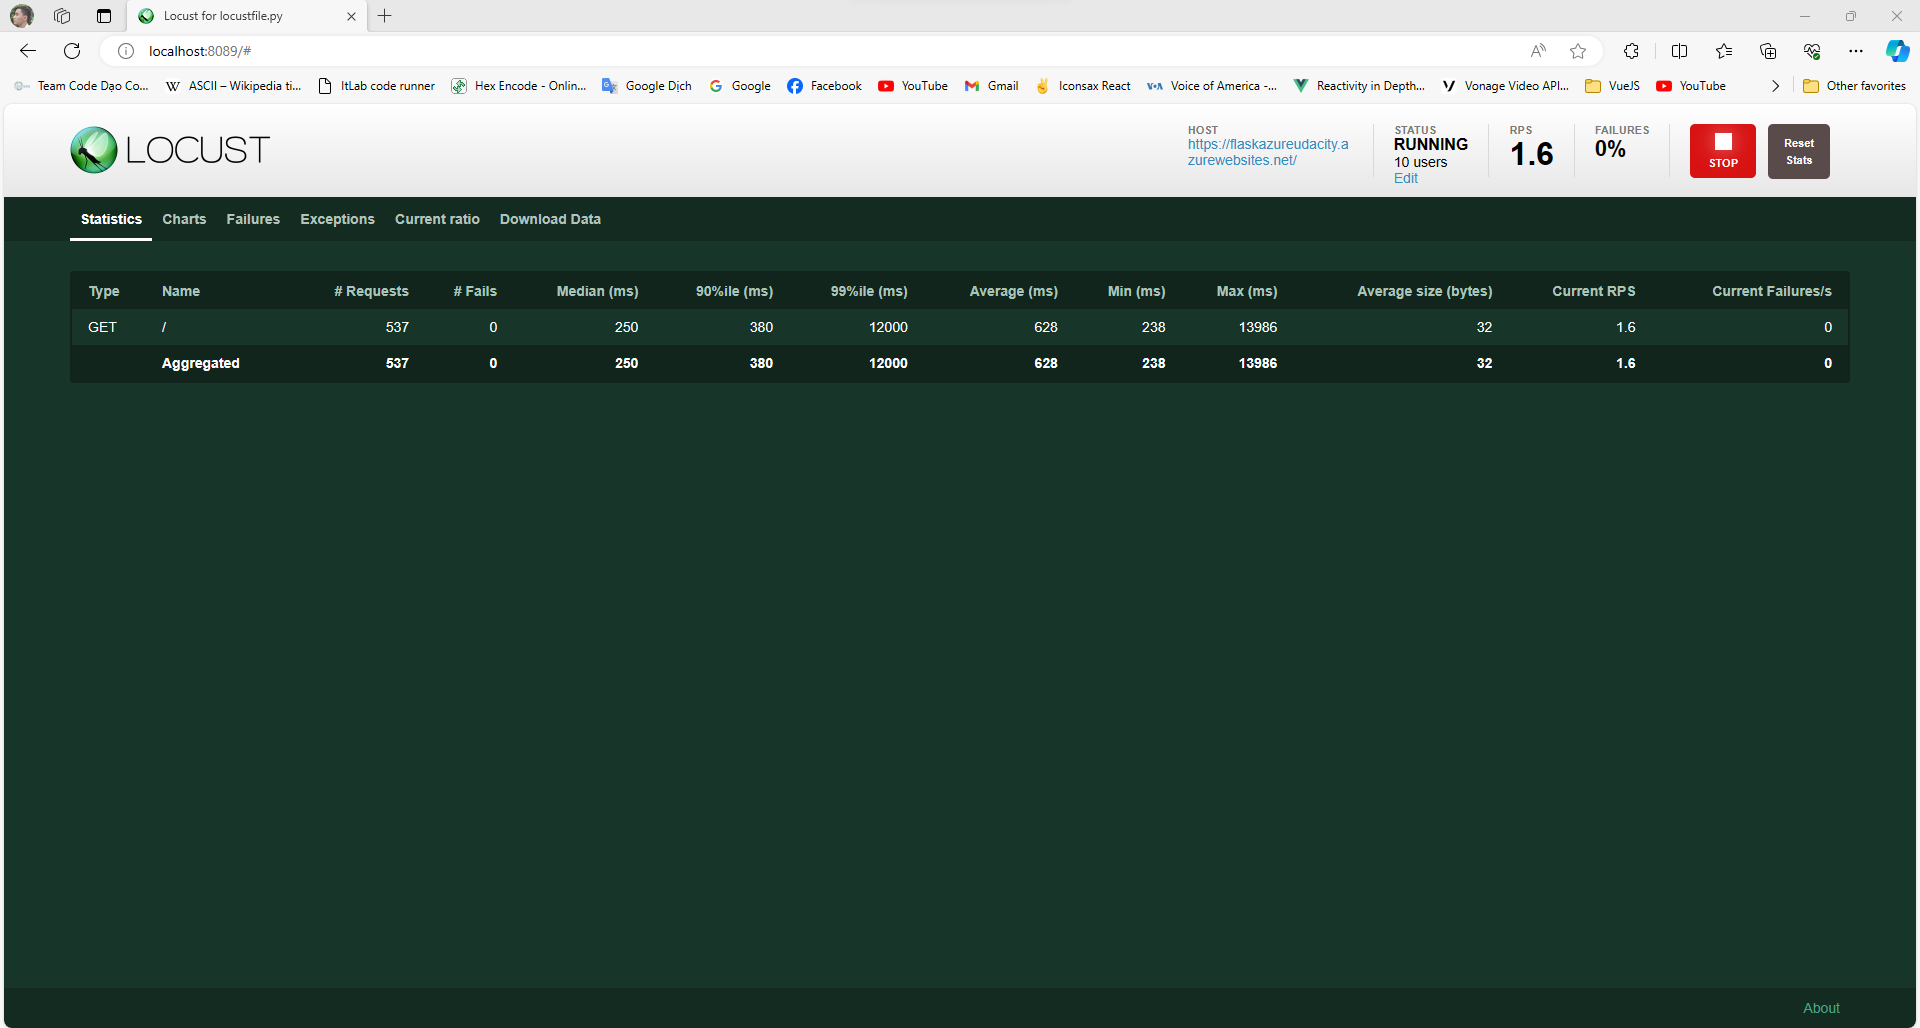 Locust for locustfile.py
localhost:8089/#
Team Code Dạo Co...
ASCII – Wikipedia ti...
ItLab code runner
Hex Encode - Onlin...
Google Dịch
Google
Facebook
YouTube
Gmail
Iconsax React
Voice of America -...
Reactivity in Depth...
Vonage Video API...
VueJS
YouTube
Other favorites
LOCUST
HOST
https://flaskazureudacity.a
zurewebsites.net/
STATUS
RUNNING
10 users
Edit
RPS
1.6
FAILURES
0%
STOP
Reset
Stats
Statistics Charts Failures Exceptions Current ratio Download Data
Type Name # Requests # Fails Median (ms) 90%ile (ms) 99%ile (ms) Average (ms) Min (ms) Max (ms) Average size (bytes) Current RPS Current Failures/s
GET / 537 0 250 380 12000 628 238 13986 32 1.6 0
Aggregated 537 0 250 380 12000 628 238 13986 32 1.6 0
About